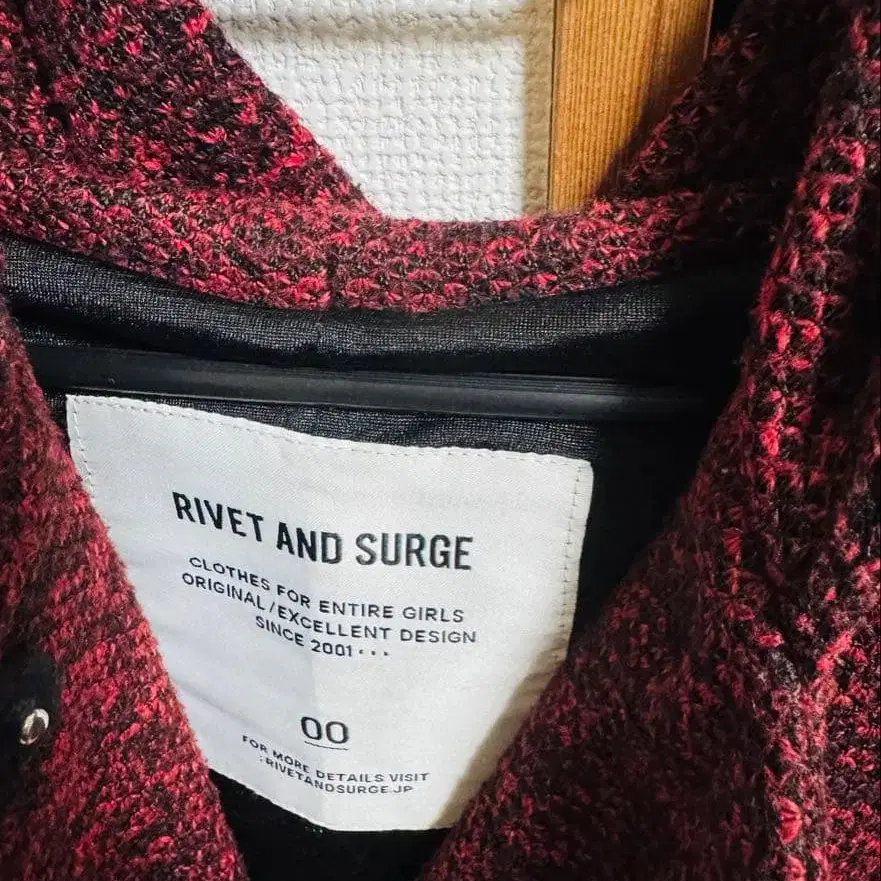 RIVET AND SURGE
CLOTHES FOR ENTIRE GIRLS
ORIGINAL/EXCELLENT DESIGN
SINCE 2001···
00
FOR MORE DETAILS VISIT
:RIVETANDSURGE.JP